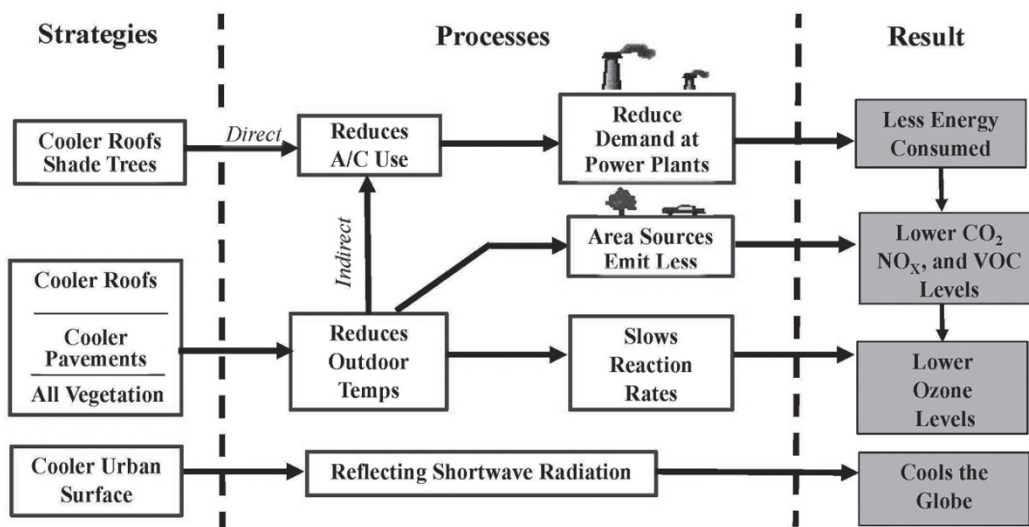 Strategies
Processes
Result
Cooler Roofs
Shade Trees
Direct
Reduces
A/C Use
Reduce
Demand at
Power Plants
Less Energy
Consumed
Indirect
Area Sources
Emit Less
Lower CO₂
NOₓ, and VOC
Levels
Cooler Roofs
Cooler
Pavements
All Vegetation
Reduces
Outdoor
Temps
Slows
Reaction
Rates
Lower
Ozone
Levels
Cooler Urban
Surface
Reflecting Shortwave Radiation
Cools the
Globe